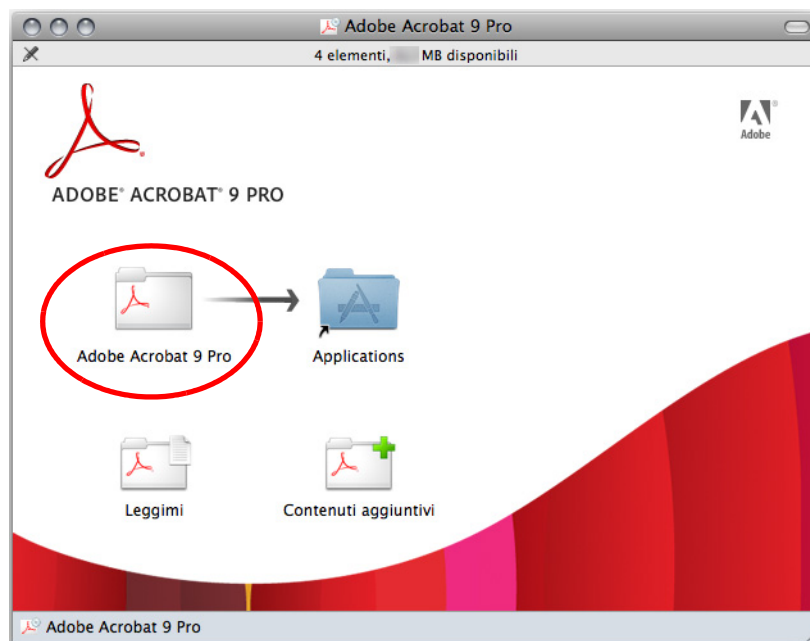 Adobe Acrobat 9 Pro
4 elementi, MB disponibili
Adobe
ADOBE® ACROBAT® 9 PRO
Adobe Acrobat 9 Pro
Applications
Leggimi
Contenuti aggiuntivi
Adobe Acrobat 9 Pro